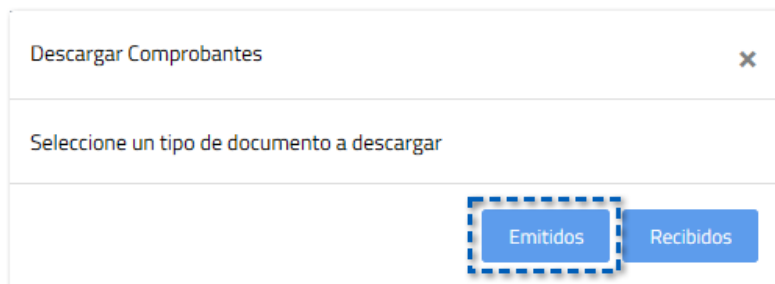 Descargar Comprobantes
Seleccione un tipo de documento a descargar
Emitidos Recibidos